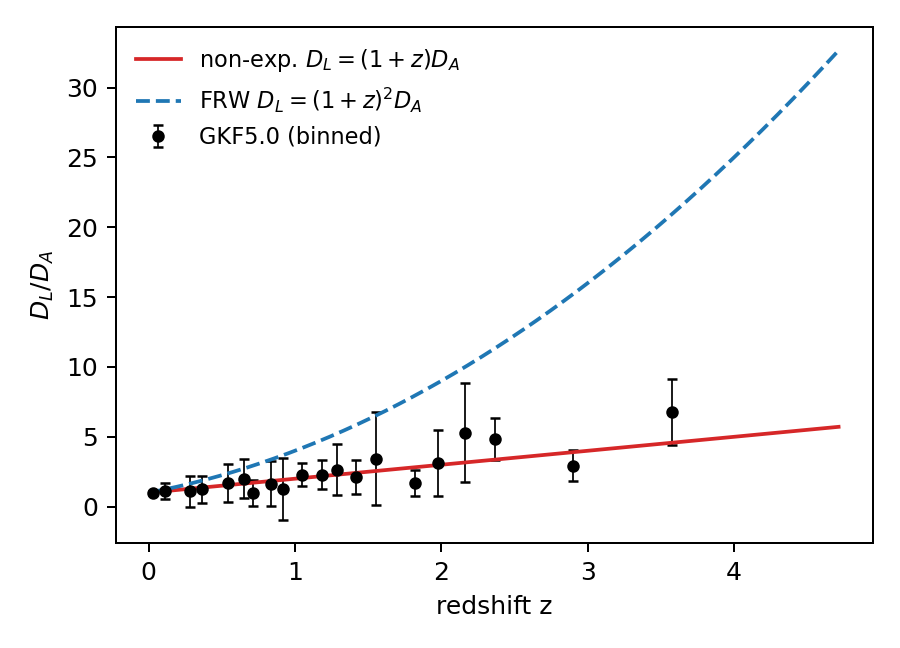 non-exp. $D_L = (1+z)D_A$
FRW $D_L = (1+z)^2 D_A$
GKF5.0 (binned)
30
25
20
15
10
5
0
$D_L/D_A$
0 1 2 3 4
redshift z